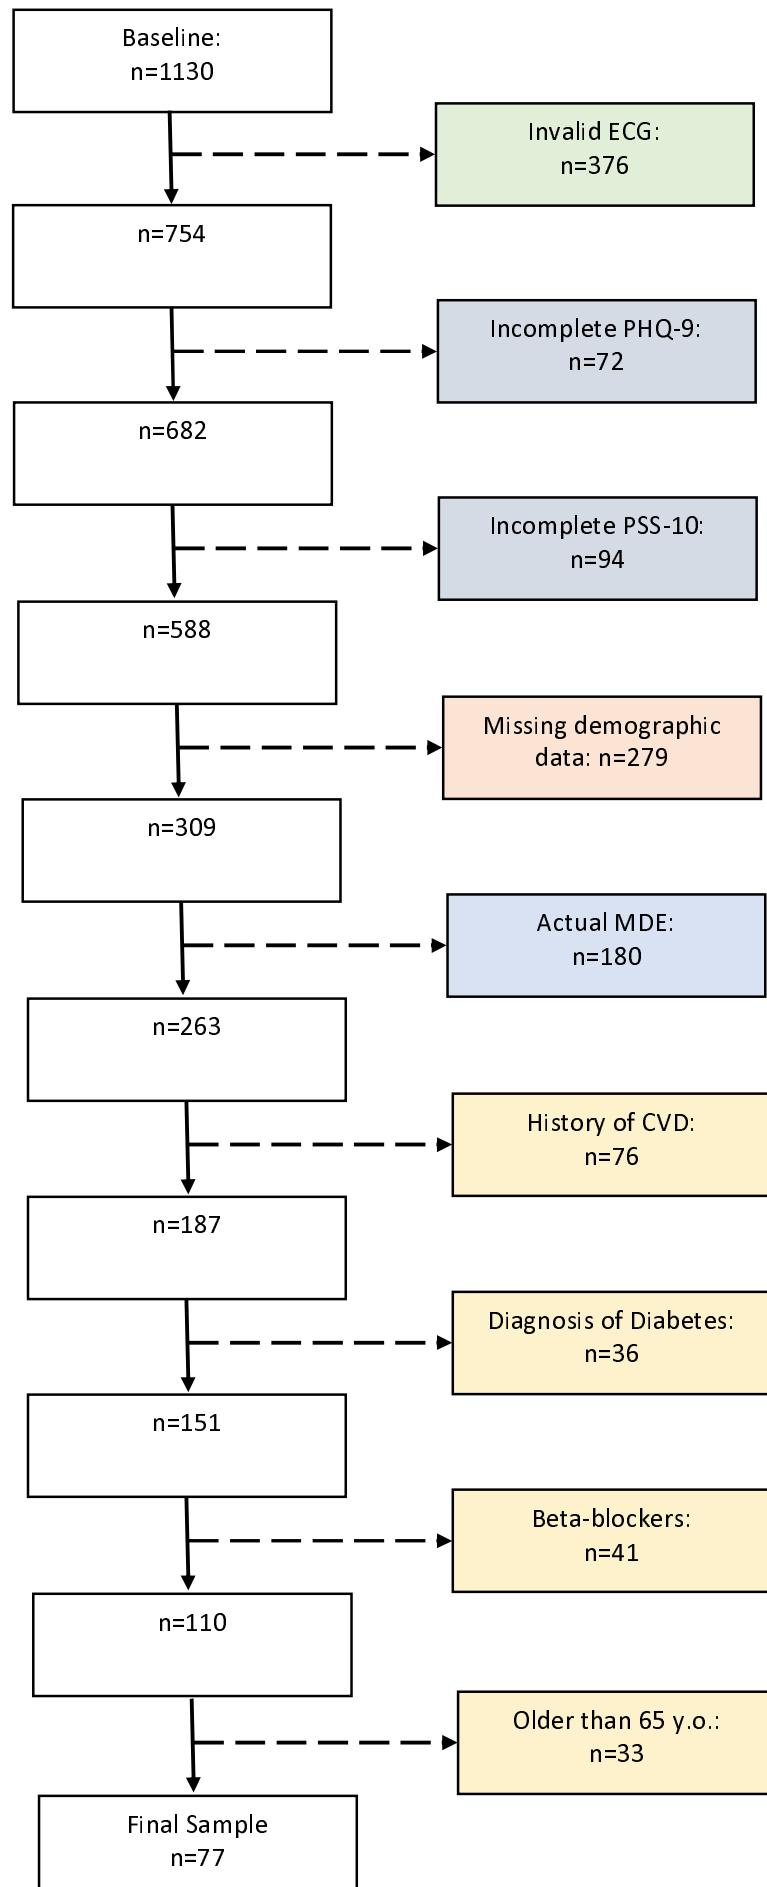 Baseline:
n=1130
Invalid ECG:
n=376
n=754
Incomplete PHQ-9:
n=72
n=682
Incomplete PSS-10:
n=94
n=588
Missing demographic
data: n=279
n=309
Actual MDE:
n=180
n=263
History of CVD:
n=76
n=187
Diagnosis of Diabetes:
n=36
n=151
Beta-blockers:
n=41
n=110
Older than 65 y.o.:
n=33
Final Sample
n=77